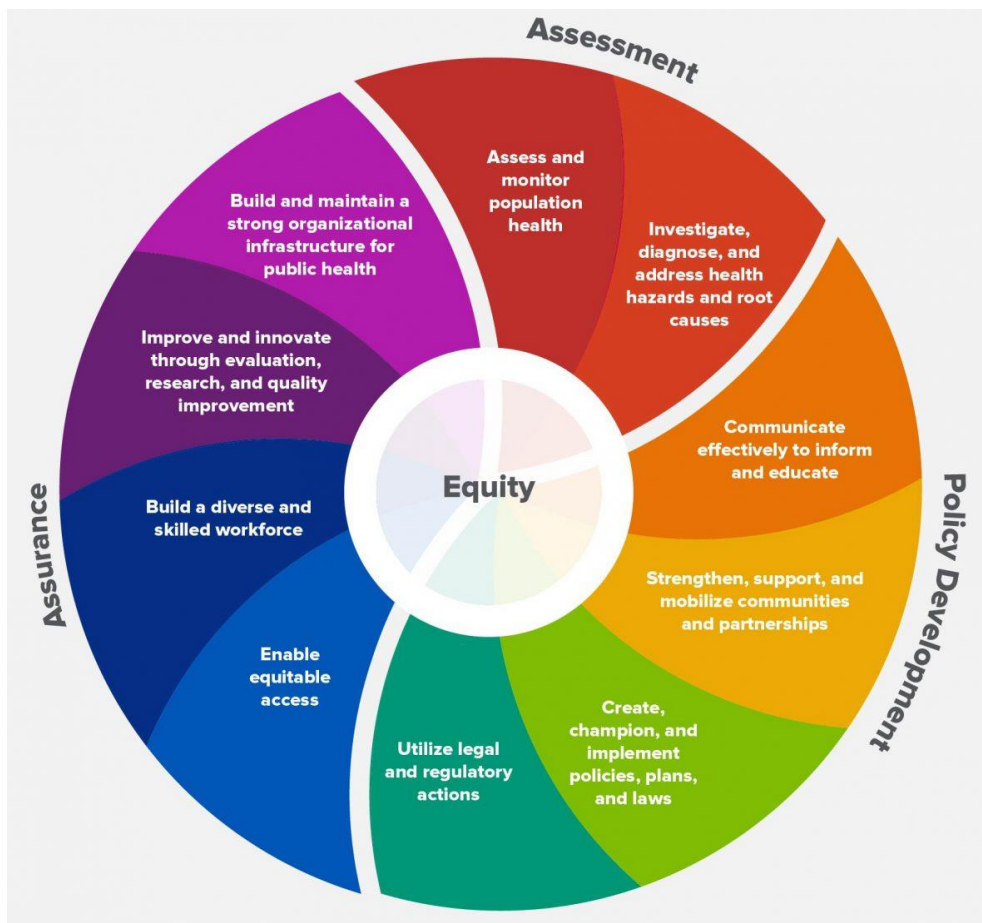 Assessment
Assess and
monitor
population
health
Investigate,
diagnose, and
address health
hazards and root
causes
Policy Development
Communicate
effectively to inform
and educate
Strengthen, support, and
mobilize communities
and partnerships
Create,
champion, and
implement
policies, plans,
and laws
Utilize legal
and regulatory
actions
Assurance
Enable
equitable
access
Build a diverse and
skilled workforce
Improve and innovate
through evaluation,
research, and quality
improvement
Build and maintain a
strong organizational
infrastructure for
public health
Equity